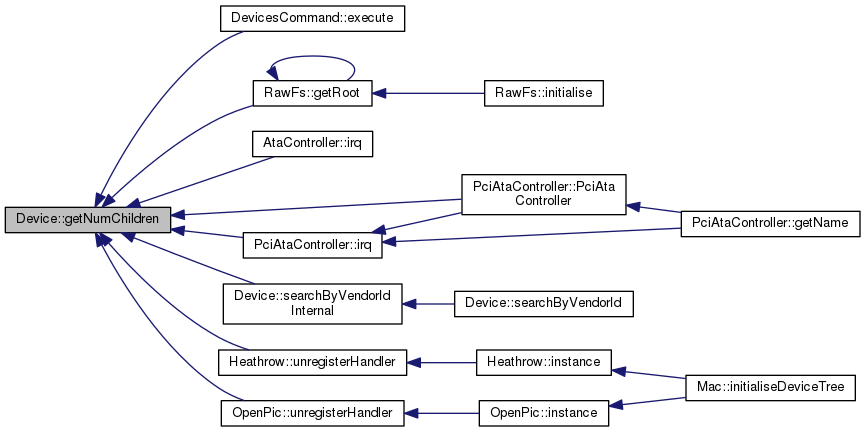 DevicesCommand::execute
RawFs::getRoot
RawFs::initialise
AtaController::irq
PciAtaController::PciAta
Controller
Device::getNumChildren
PciAtaController::getName
PciAtaController::irq
Device::searchByVendorId
Internal
Device::searchByVendorId
Heathrow::unregisterHandler
Heathrow::instance
Mac::initialiseDeviceTree
OpenPic::unregisterHandler
OpenPic::instance